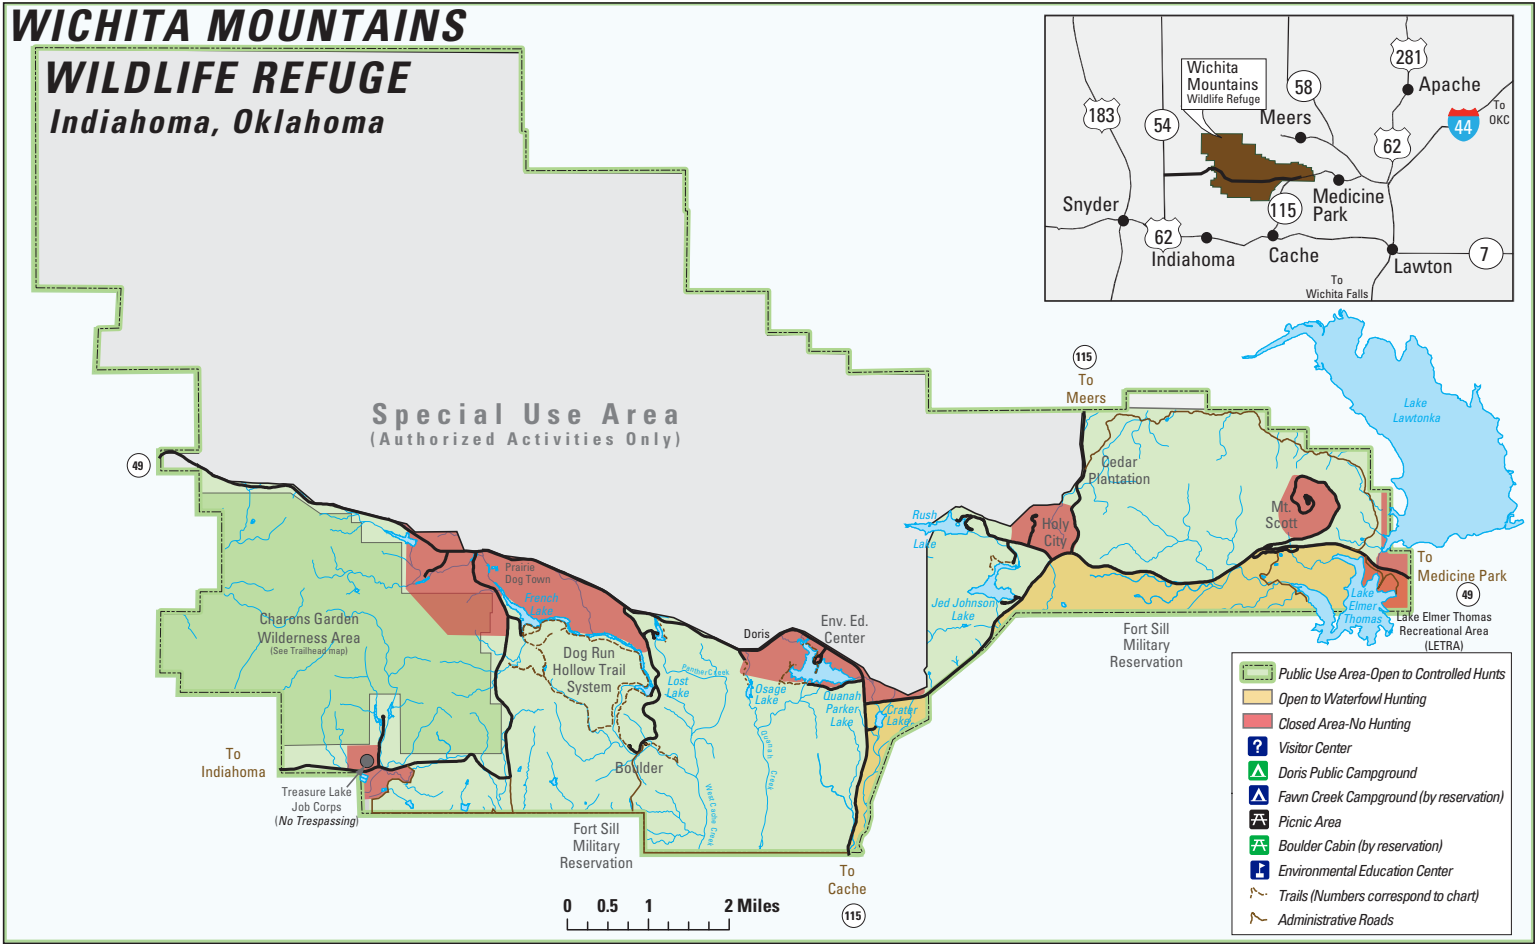 WICHITA MOUNTAINS
WILDLIFE REFUGE
Indiahoma, Oklahoma
Wichita
Mountains
Wildlife Refuge
183
54
58
281
Apache
To
OKC
44
Meers
62
Medicine
Park
115
Snyder
62
Indiahoma
Cache
Lawton
7
To
Wichita Falls
Special Use Area
(Authorized Activities Only)
115
To
Meers
Lake
Lawtonka
49
Cedar
Plantation
Mt.
Scott
Rush
Lake
Holy
City
To
Medicine Park
49
Prairie
Dog Town
French
Lake
Jed Johnson
Lake
Lake
Elmer
Thomas
Lake Elmer Thomas
Recreational Area
(LETRA)
Charons Garden
Wilderness Area
(See Trailhead map)
Doris
Env. Ed.
Center
Fort Sill
Military
Reservation
Dog Run
Hollow Trail
System
Panther Creek
Lost
Lake
Osage
Lake
Quanah
Parker
Lake
Crater
Lake
Quanah
Creek
West Cache Creek
To
Indiahoma
Boulder
Treasure Lake
Job Corps
(No Trespassing)
Fort Sill
Military
Reservation
To
Cache
115
0 0.5 1 2 Miles
Public Use Area-Open to Controlled Hunts
Open to Waterfowl Hunting
Closed Area-No Hunting
? Visitor Center
Doris Public Campground
Fawn Creek Campground (by reservation)
Picnic Area
Boulder Cabin (by reservation)
Environmental Education Center
Trails (Numbers correspond to chart)
Administrative Roads